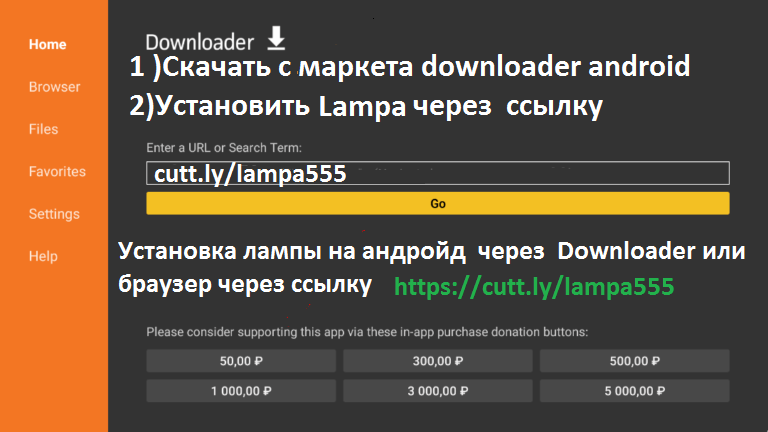 Home
Browser
Files
Favorites
Settings
Help
Downloader
1 )Скачать с маркета downloader android
2)Установить Lampa через ссылку
Enter a URL or Search Term:
cutt.ly/lampa555
Go
Установка лампы на андройд через Downloader или
браузер через ссылку https://cutt.ly/lampa555
Please consider supporting this app via these in-app purchase donation buttons:
50,00 ₽ 300,00 ₽ 500,00 ₽
1 000,00 ₽ 3 000,00 ₽ 5 000,00 ₽